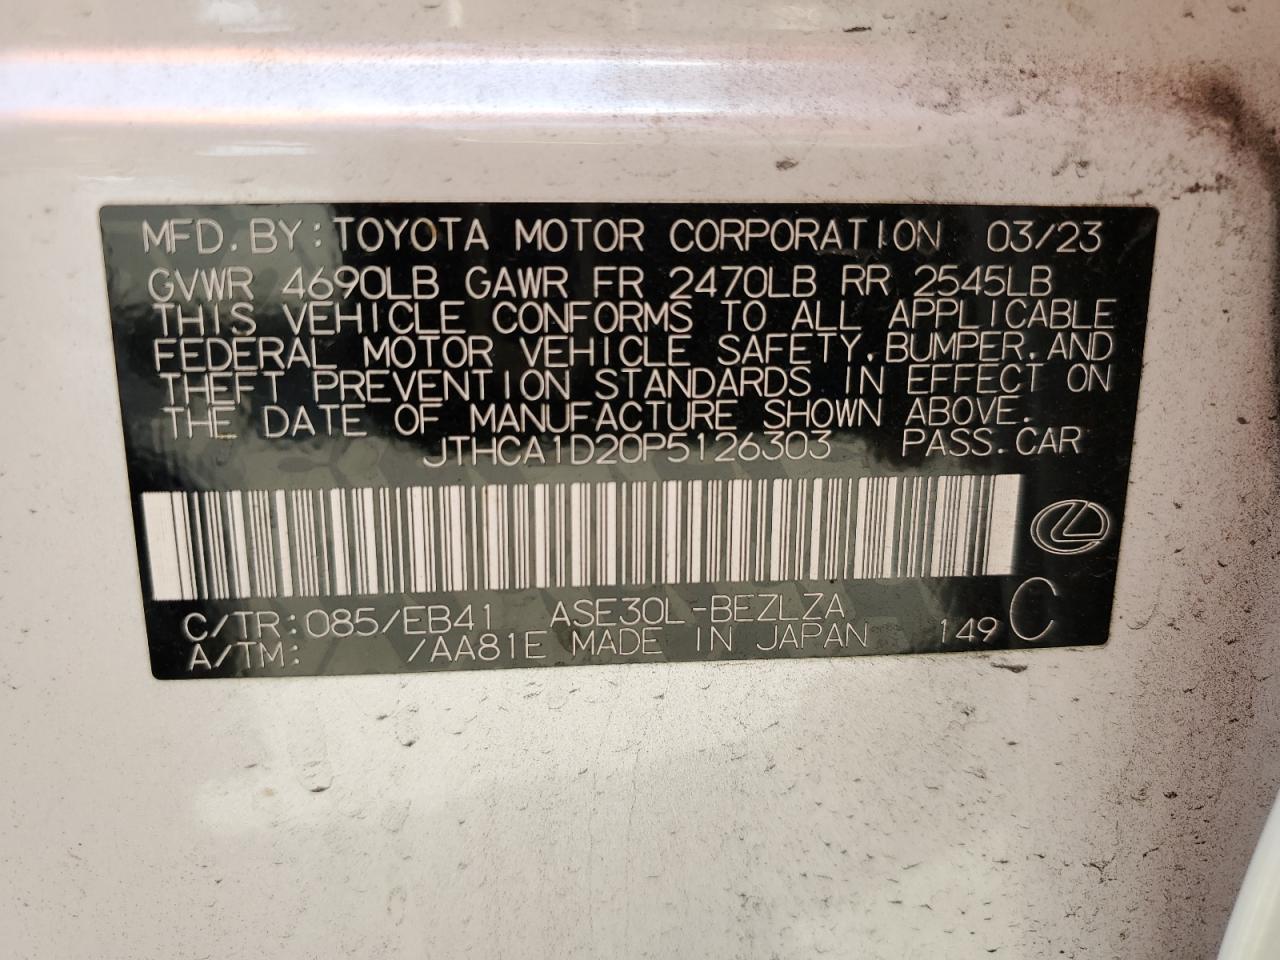 MFD. BY: TOYOTA MOTOR CORPORATION 03/23
GVWR 4690LB GAWR FR 2470LB RR 2545LB
THIS VEHICLE CONFORMS TO ALL APPLICABLE
FEDERAL MOTOR VEHICLE SAFETY, BUMPER, AND
THEFT PREVENTION STANDARDS IN EFFECT ON
THE DATE OF MANUFACTURE SHOWN ABOVE.
JTHCA1D20P5126303 PASS. CAR
C/TR: 085/EB41 ASE30L-BEZLZA
A/TM: /AA81E MADE IN JAPAN 149 C